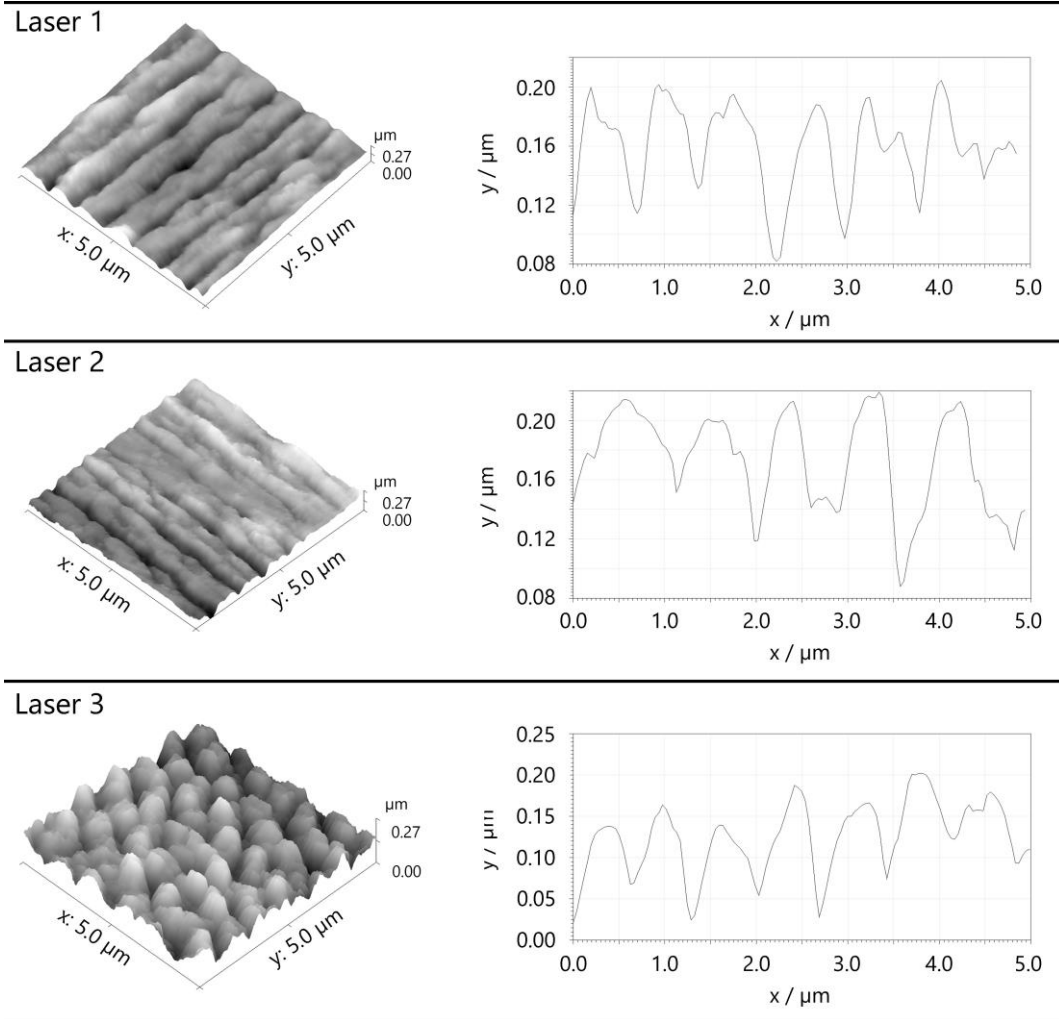 Laser 1
µm
0.27
0.00
x: 5.0 µm
y: 5.0 µm
y / µm
0.20
0.16
0.12
0.08
0.0 1.0 2.0 3.0 4.0 5.0
x / µm
Laser 2
µm
0.27
0.00
x: 5.0 µm
y: 5.0 µm
y / µm
0.20
0.16
0.12
0.08
0.0 1.0 2.0 3.0 4.0 5.0
x / µm
Laser 3
µm
0.27
0.00
x: 5.0 µm
y: 5.0 µm
y / µm
0.25
0.20
0.15
0.10
0.05
0.00
0.0 1.0 2.0 3.0 4.0 5.0
x / µm